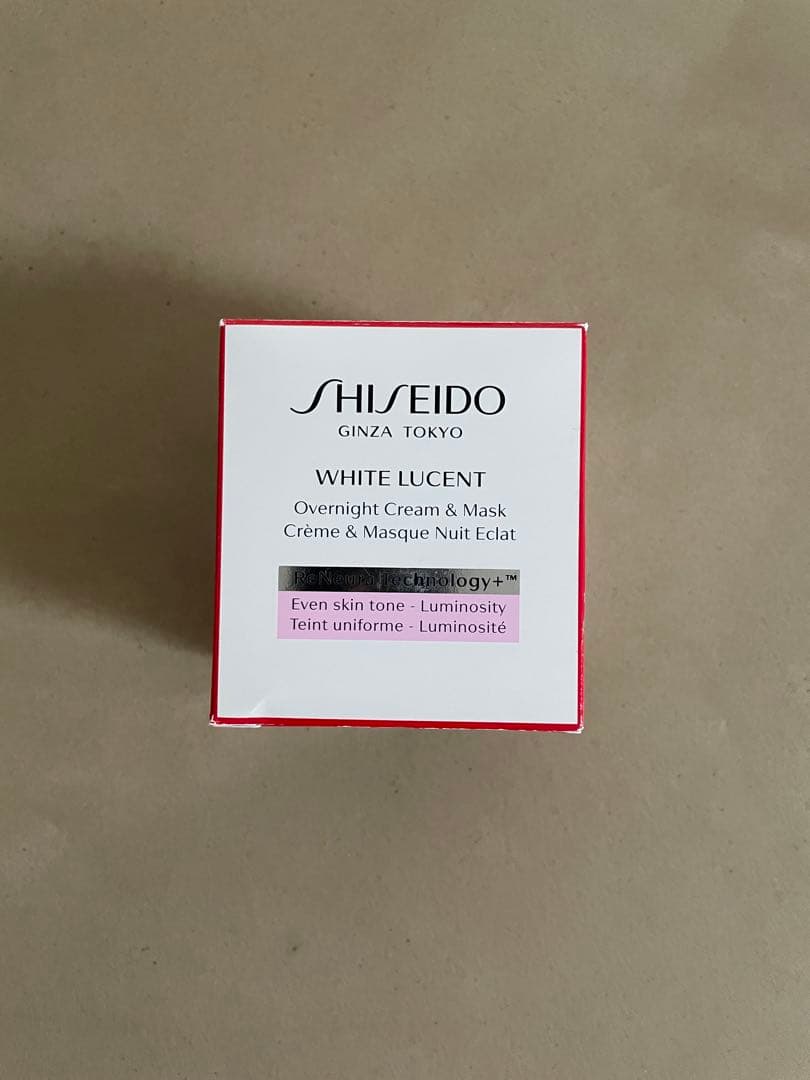 SHISEIDO
GINZA TOKYO
WHITE LUCENT
Overnight Cream & Mask
Crème & Masque Nuit Eclat
ReNeura Technology+™
Even skin tone - Luminosity
Teint uniforme - Luminosité